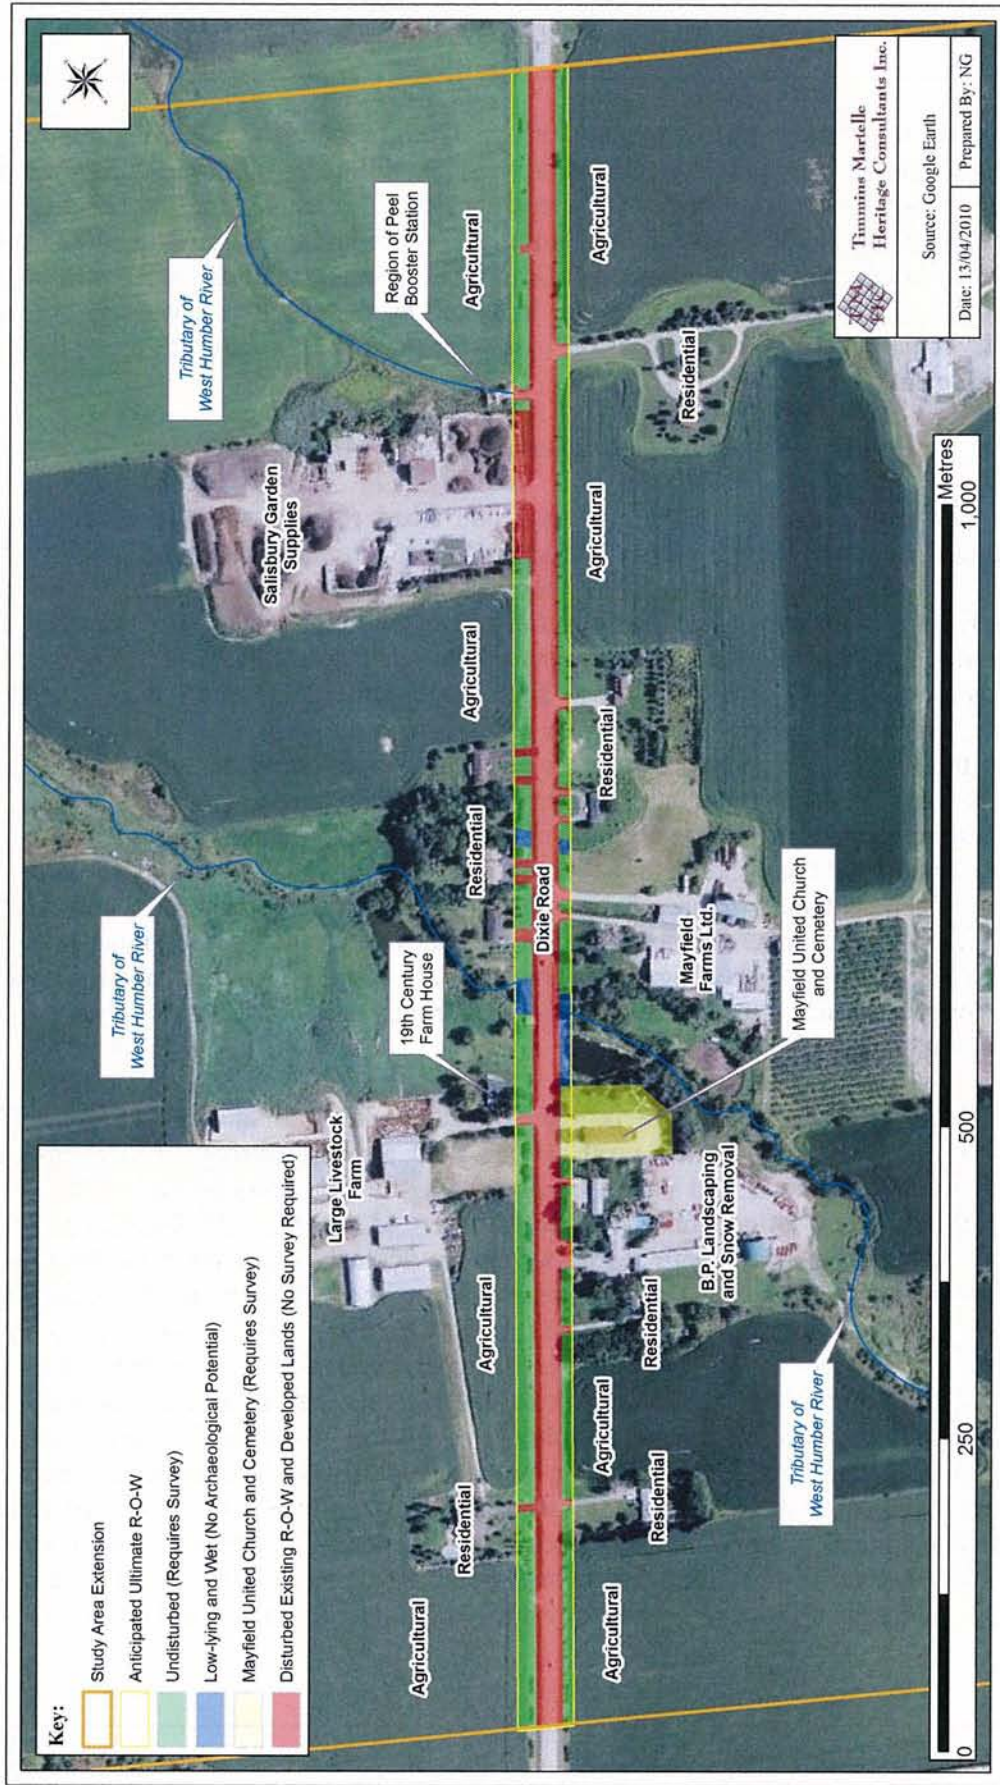 Key:
Study Area Extension
Anticipated Ultimate R-O-W
Undisturbed (Requires Survey)
Low-lying and Wet (No Archaeological Potential)
Mayfield United Church and Cemetery (Requires Survey)
Disturbed Existing R-O-W and Developed Lands (No Survey Required)
Tributary of
West Humber River
Tributary of
West Humber River
Salisbury Garden
Supplies
Region of Peel
Booster Station
19th Century
Farm House
Large Livestock
Farm
Agricultural
Residential
Agricultural
Residential
Agricultural
Agricultural
Dixie Road
Agricultural
Residential
Agricultural
Residential
B.P. Landscaping
and Snow Removal
Mayfield
Farms Ltd.
Residential
Agricultural
Residential
Agricultural
Mayfield United Church
and Cemetery
Tributary of
West Humber River
0
250
500
1,000
Metres
Timmins Martelle
Heritage Consultants Inc.
Source: Google Earth
Date: 13/04/2010
Prepared By: NG